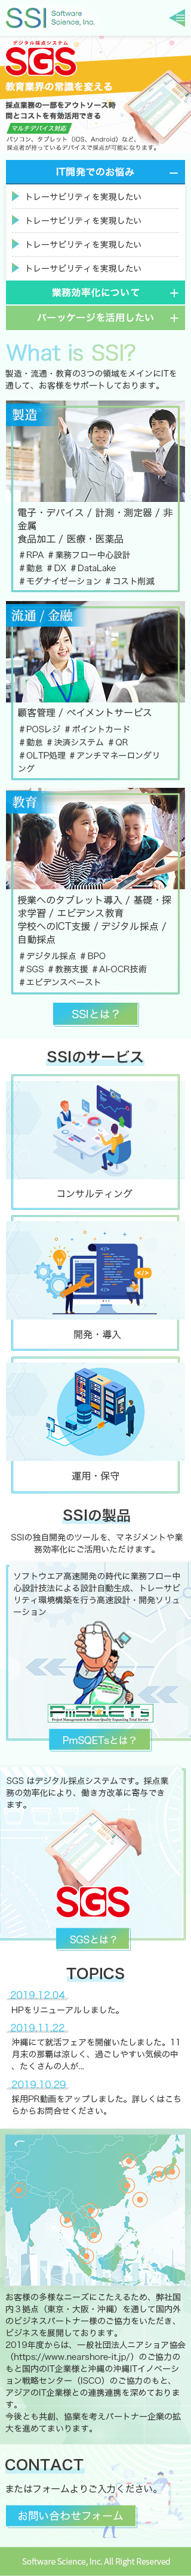 SSI Software
Science, Inc.
デジタル採点システム
SGS
教育業界の常識を変える
採点業務の一部をアウトソース時
間とコストを有効活用できる
マルチデバイス対応
パソコン、タブレット（iOS、Android）など、
採点者が持っているデバイスで採点が可能になります。
IT開発でのお悩み
トレーサビリティを実現したい
トレーサビリティを実現したい
トレーサビリティを実現したい
トレーサビリティを実現したい
業務効率化について
パーッケージを活用したい
What is SSI?
製造・流通・教育の3つの領域をメインにITを
通して、お客様をサポートしております。
製造
電子・デバイス / 計測・測定器 / 非
金属
食品加工 / 医療・医薬品
＃RPA ＃業務フロー中心設計
＃勤怠 ＃DX ＃DataLake
＃モダナイゼーション ＃コスト削減
流通 / 金融
顧客管理 / ペイメントサービス
＃POSレジ ＃ポイントカード
＃勤怠 ＃決済システム ＃QR
＃OLTP処理 ＃アンチマネーロンダリ
ング
教育
授業へのタブレット導入 / 基礎・探
求学習 / エビデンス教育
学校へのICT支援 / デジタル採点 /
自動採点
＃デジタル採点 ＃BPO
＃SGS ＃教務支援 ＃AI-OCR技術
＃エビデンスベースト
SSIとは？
SSIのサービス
コンサルティング
開発・導入
運用・保守
SSIの製品
SSIの独自開発のツールを、マネジメントや業
務効率化にご活用いただけます。
ソフトウエア高速開発の時代に業務フロー中
心設計技法による設計自動生成、トレーサビ
リティ環境構築を行う高速設計・開発ソリュ
ーション
PmSQETs
Project Management & Software Quality Expanding Total Service
PmSQETsとは？
SGS はデジタル採点システムです。採点業
務の効率化により、働き方改革に寄与でき
ます。
SGS
SGSとは？
TOPICS
2019.12.04
HPをリニューアルしました。
2019.11.22
沖縄にて就活フェアを開催いたしました。11
月末の那覇は涼しく、過ごしやすい気候の中
、たくさんの人が...
2019.10.29
採用PR動画をアップしました。詳しくはこち
らからお問合せください。
お客様の多様なニーズにこたえるため、弊社国
内３拠点（東京・大阪・沖縄）を通して国内外
のビジネスパートナー様のご協力をいただき、
ビジネスを展開しております。
2019年度からは、一般社団法人ニアショア協会
（https://www.nearshore-it.jp/）のご協力の
もと国内のIT企業様と沖縄の沖縄ITイノベーシ
ョン戦略センター（ISCO）のご協力のもと、
アジアのIT企業様との連携連携を深めておりま
す。
今後とも共創、協業を考えパートナー企業の拡
大を進めてまいります。
CONTACT
またはフォームよりご入力ください。
お問い合わせフォーム
Software Science, Inc. All Right Reserved